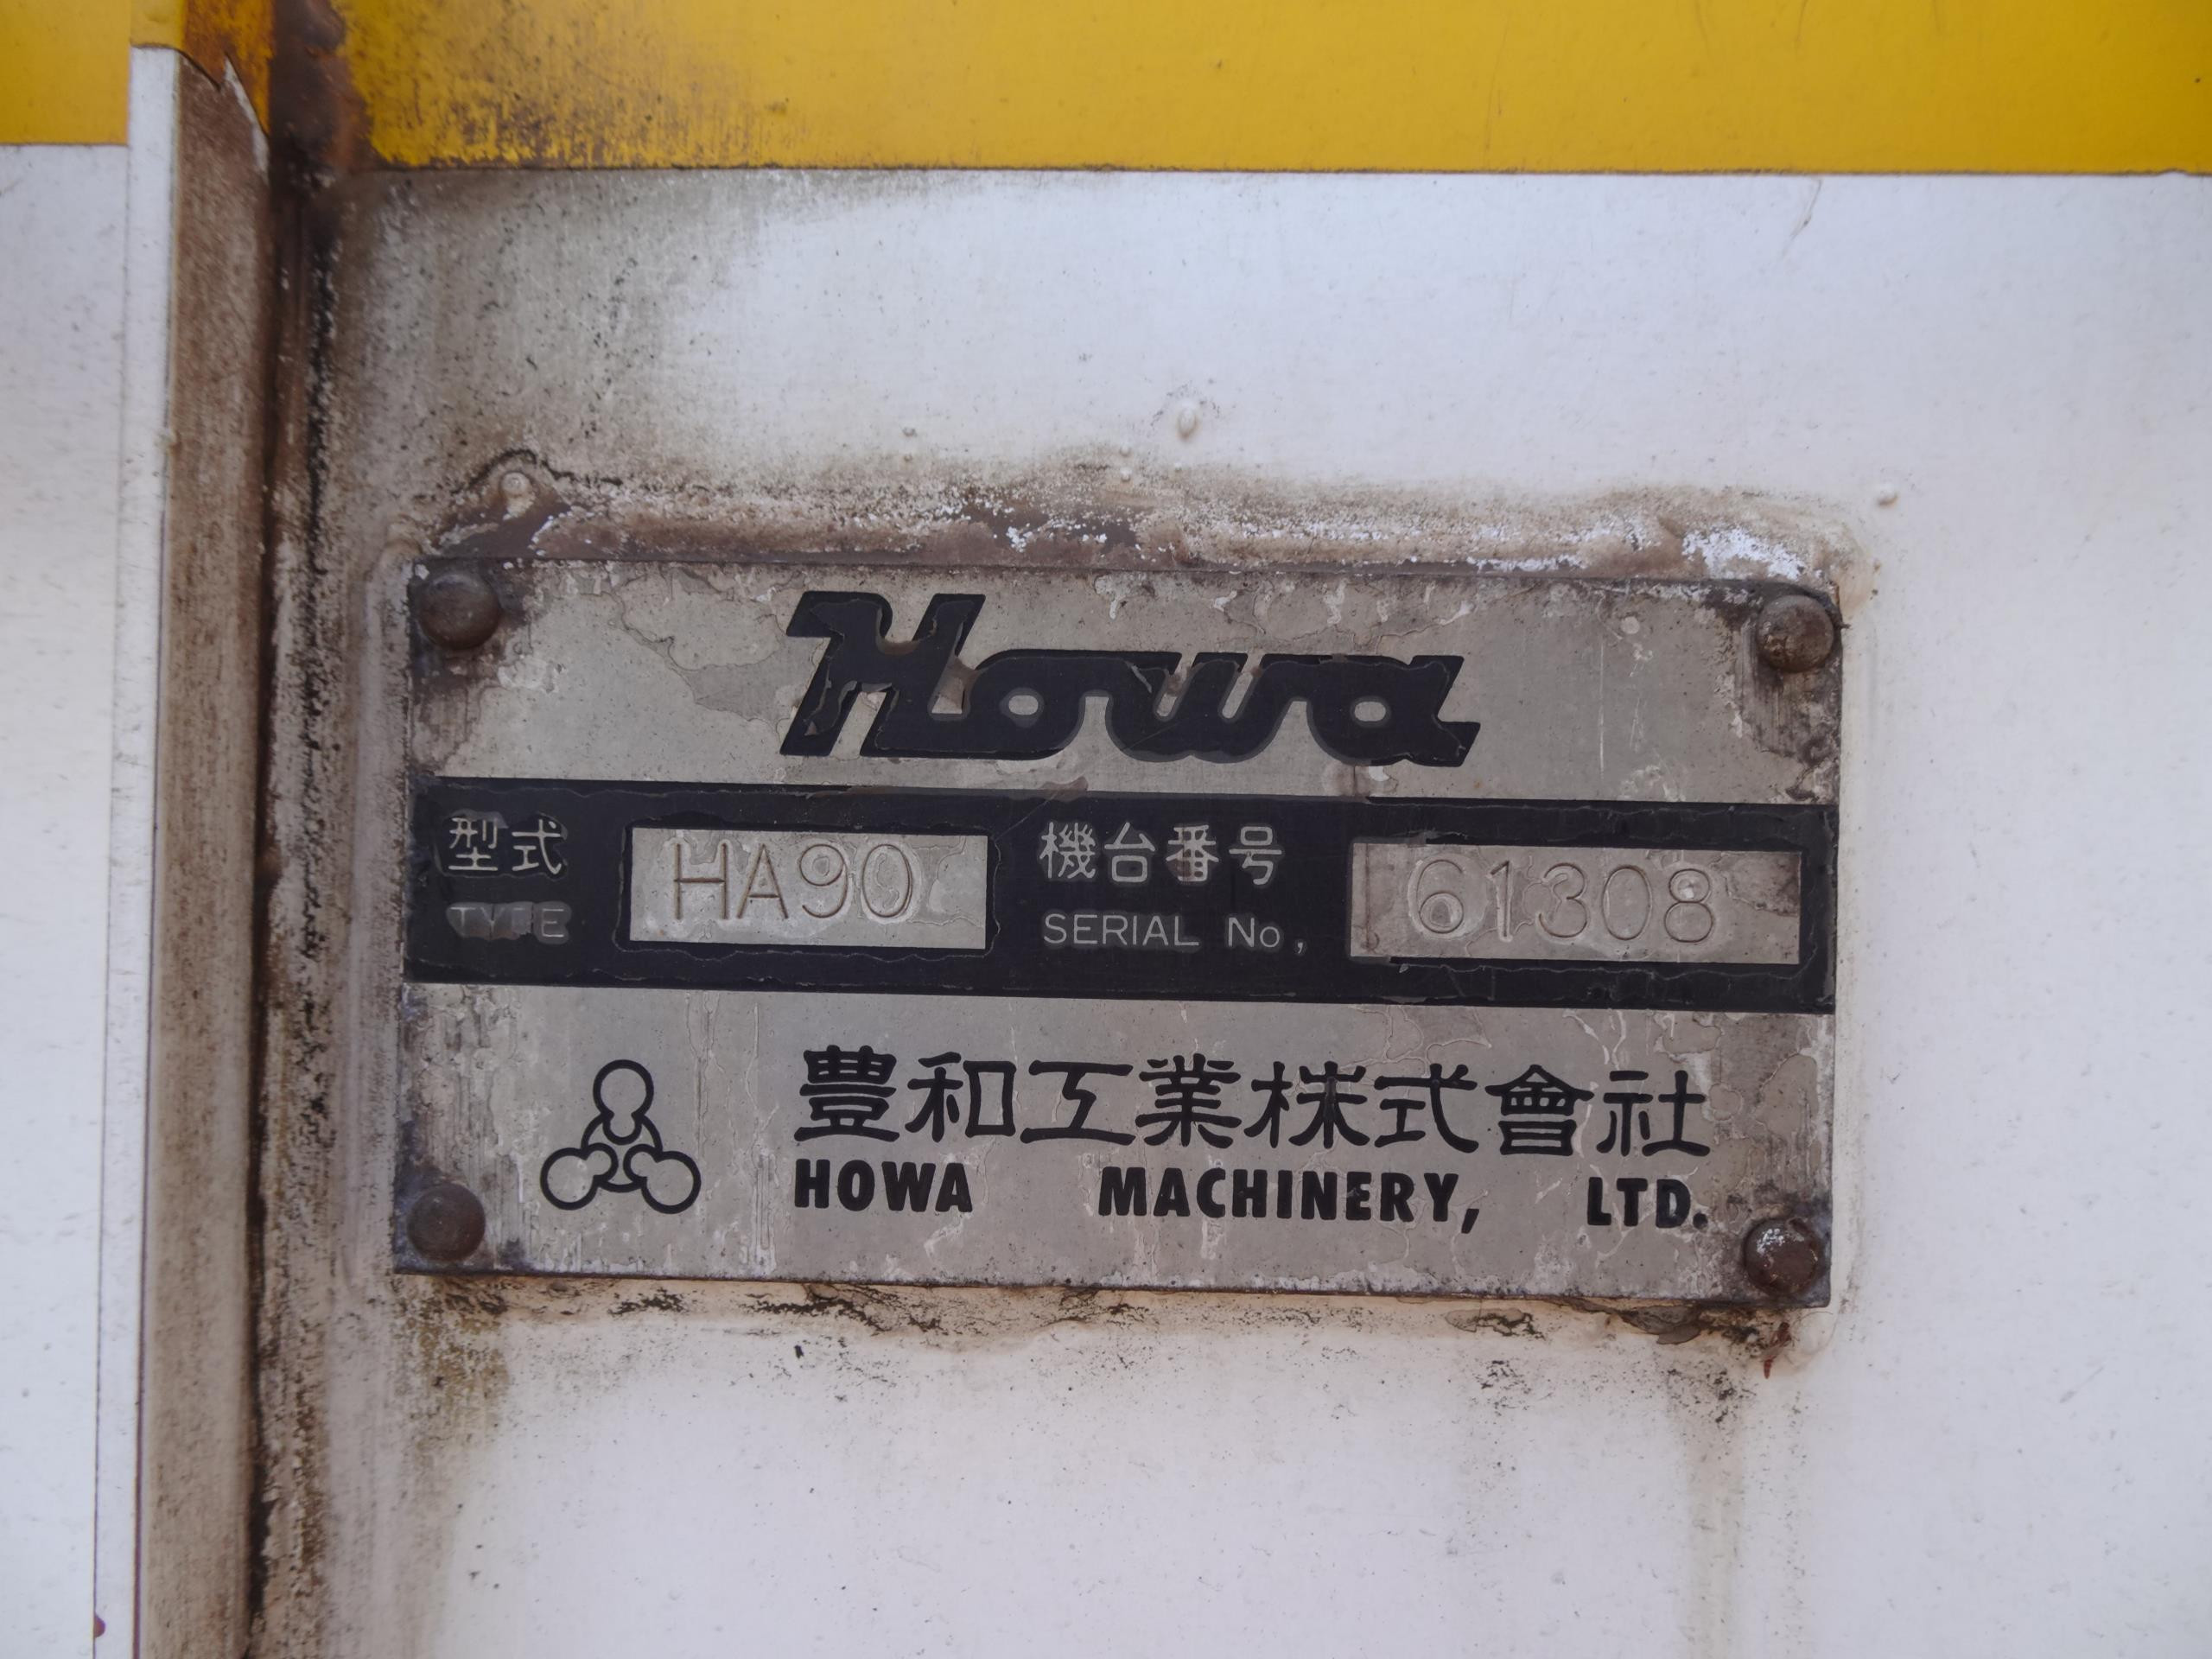 Howa
型式 HA90 機台番号 61308
TYPE SERIAL No,
豊和工業株式會社
HOWA MACHINERY, LTD.